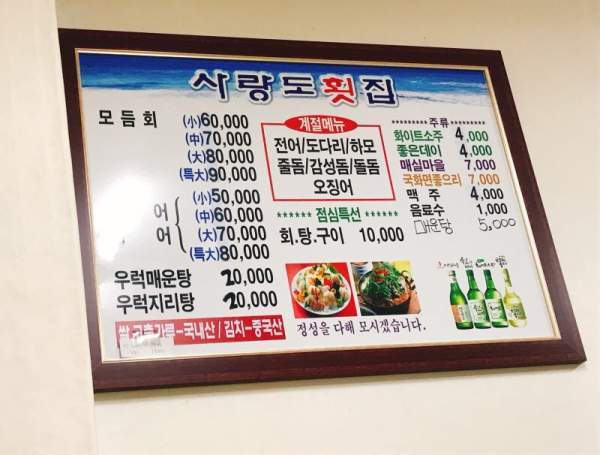 사랑도횟집
모듬회 (小)60,000
(中)70,000
(大)80,000
(特大)90,000
어 (小)50,000
어 (中)60,000
(大)70,000
(特大)80,000
우럭매운탕 20,000
우럭지리탕 20,000
쌀 고춧가루-국내산 / 김치-중국산
계절메뉴
전어/도다리/하모
줄돔/감성돔/돌돔
오징어
****** 점심특선 ******
회.탕.구이 10,000
정성을 다해 모시겠습니다.
********* 주류 *********
화이트소주 4,000
좋은데이 4,000
매실마을 7,000
국화면좋으리 7,000
맥주 4,000
음료수 1,000
매운탕 5,000